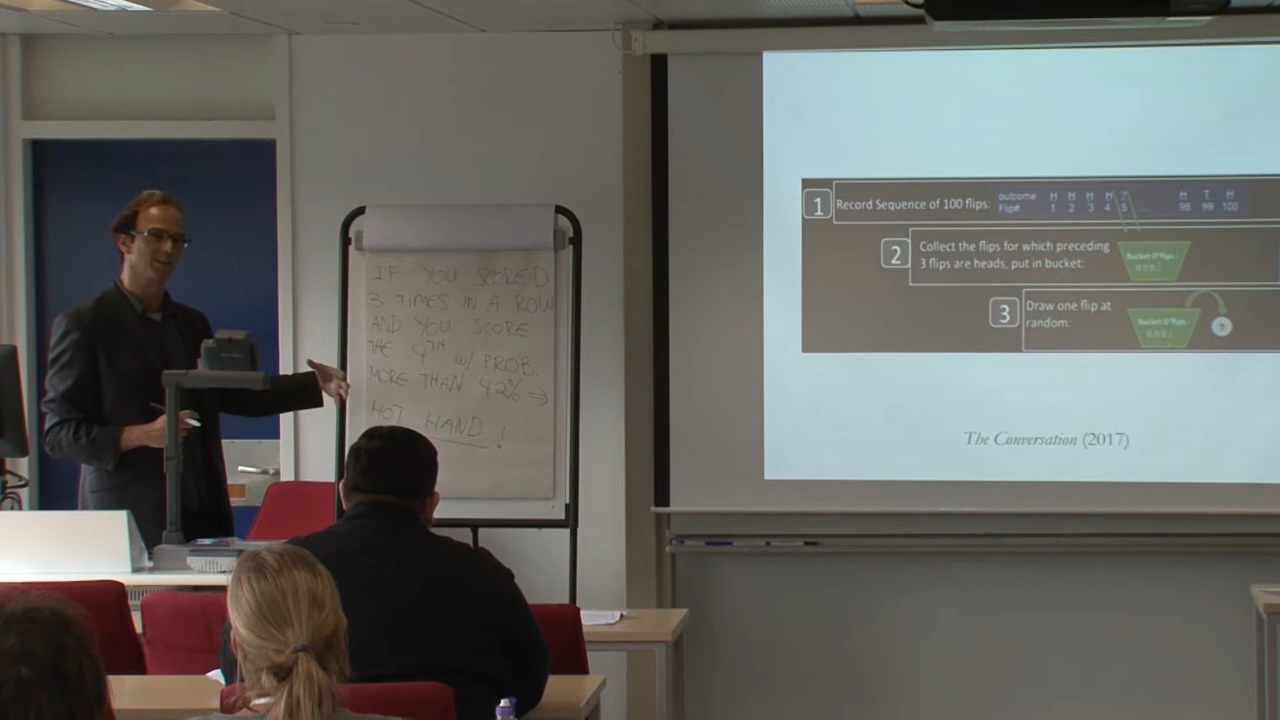 IF YOU SCORED
3 TIMES IN A ROW
AND YOU SCORE
THE 4TH W/ PROB.
MORE THAN 42% ⇒
HOT HAND!
1 Record Sequence of 100 flips:
outcome H H H H T H T H
Flip# 1 2 3 4 5 98 99 100
2 Collect the flips for which preceding
3 flips are heads, put in bucket:
Bucket O'flips
3 Draw one flip at
random:
Bucket O'flips
?
The Conversation (2017)